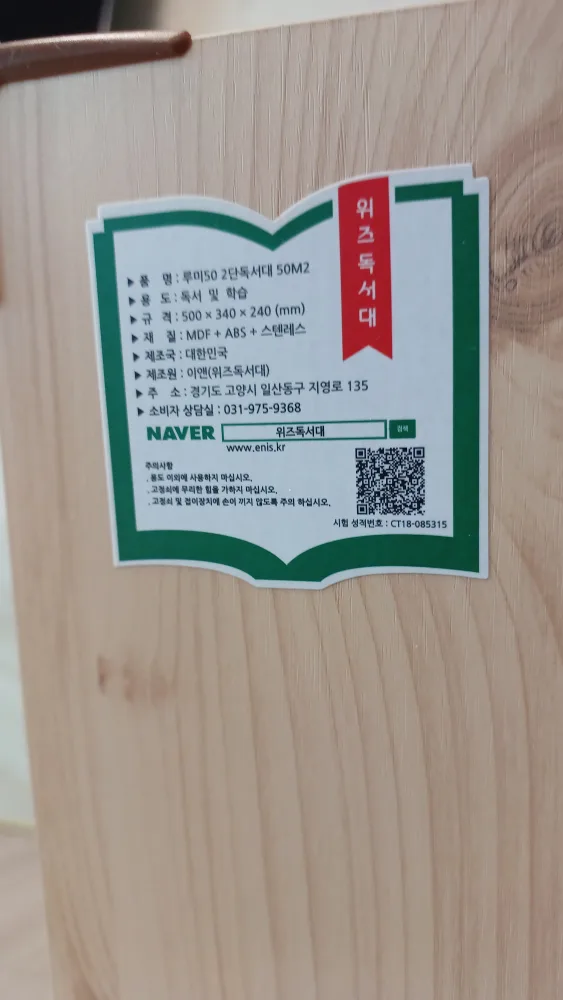 위즈독서대
▶ 품 명 : 루미50 2단독서대 50M2
▶ 용 도 : 독서 및 학습
▶ 규 격 : 500 × 340 × 240 (mm)
▶ 재 질 : MDF + ABS + 스텐레스
▶ 제조국 : 대한민국
▶ 제조원 : 이앤(위즈독서대)
▶ 주 소 : 경기도 고양시 일산동구 지영로 135
▶ 소비자 상담실 : 031-975-9368
NAVER 위즈독서대 검색
www.enis.kr
주의사항
. 용도 이외에 사용하지 마십시오.
. 고정쇠에 무리한 힘을 가하지 마십시오.
. 고정쇠 및 접이장치에 손이 끼지 않도록 주의 하십시오.
시험 성적번호 : CT18-085315